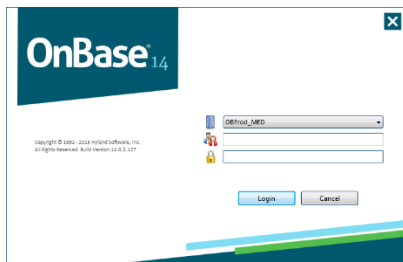 OnBase® 14
OBProd_MED
Copyright © 1992 - 2015 Hyland Software, Inc.
All Rights Reserved. Build Version 14.0.2.127
Login Cancel